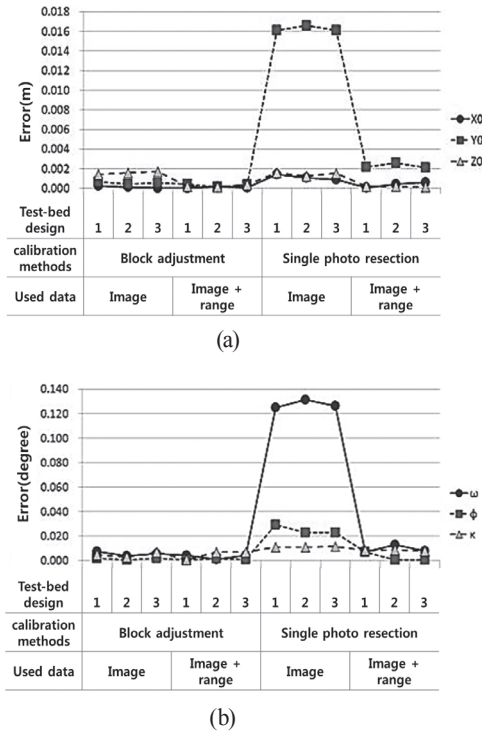 0.018
0.016
0.014
0.012
0.010
0.008
0.006
0.004
0.002
0.000
Error(m)
X0
Y0
Z0
Test-bed design 1 2 3 1 2 3 1 2 3 1 2 3
calibration methods Block adjustment Single photo resection
Used data Image Image + range Image Image + range
(a)
0.140
0.120
0.100
0.080
0.060
0.040
0.020
0.000
Error(degree)
ω
ϕ
κ
Test-bed design 1 2 3 1 2 3 1 2 3 1 2 3
calibration methods Block adjustment Single photo resection
Used data Image Image + range Image Image + range
(b)